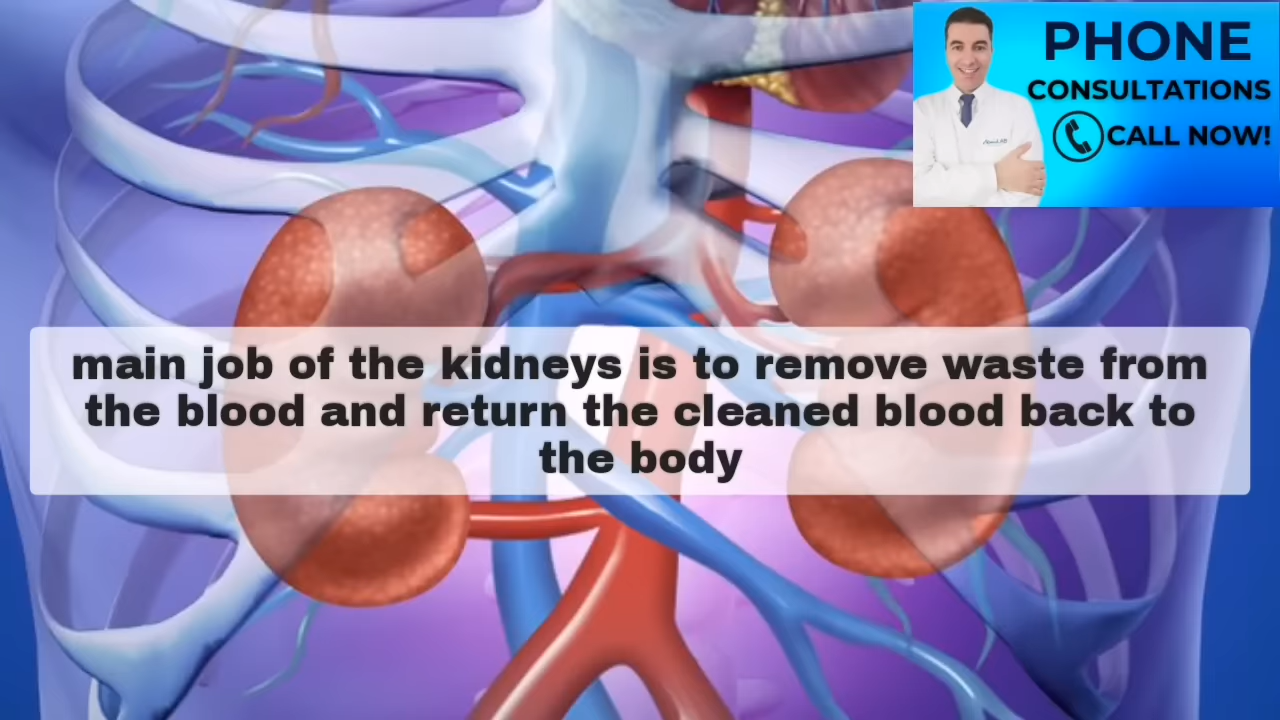 PHONE
CONSULTATIONS
CALL NOW!
main job of the kidneys is to remove waste from
the blood and return the cleaned blood back to
the body